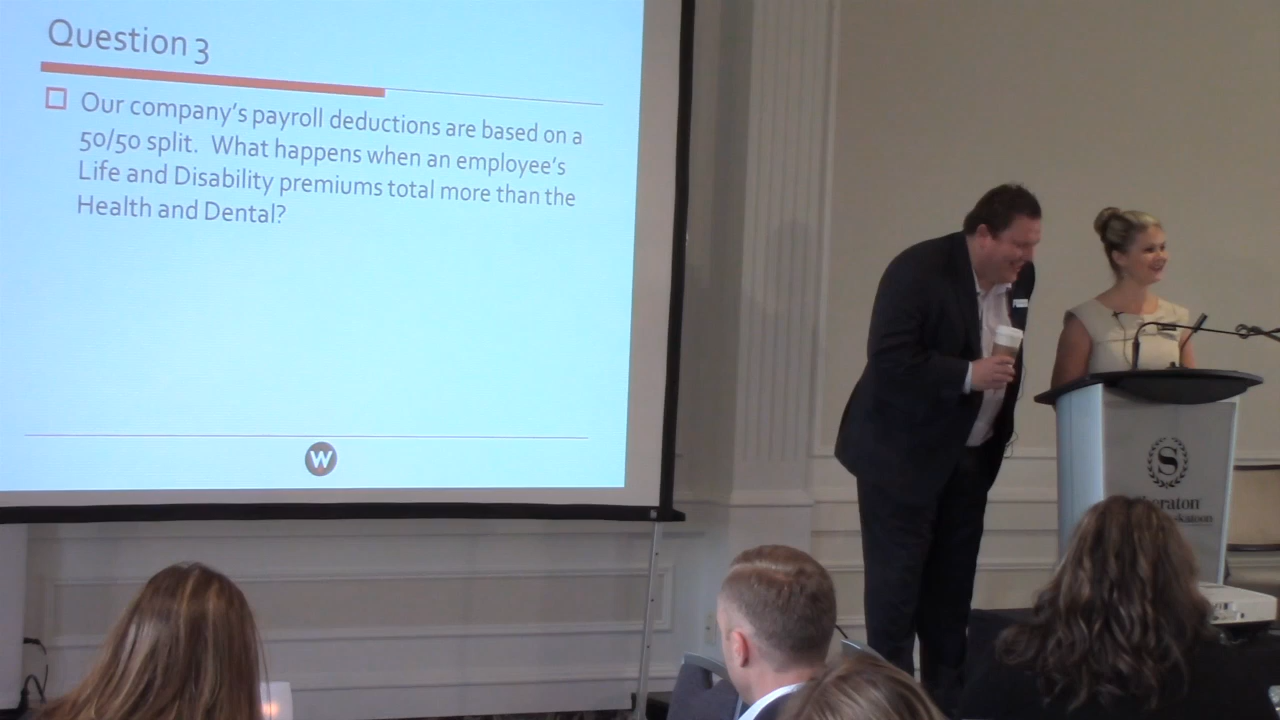 Question 3
Our company's payroll deductions are based on a
50/50 split. What happens when an employee's
Life and Disability premiums total more than the
Health and Dental?
W
S
Sheraton